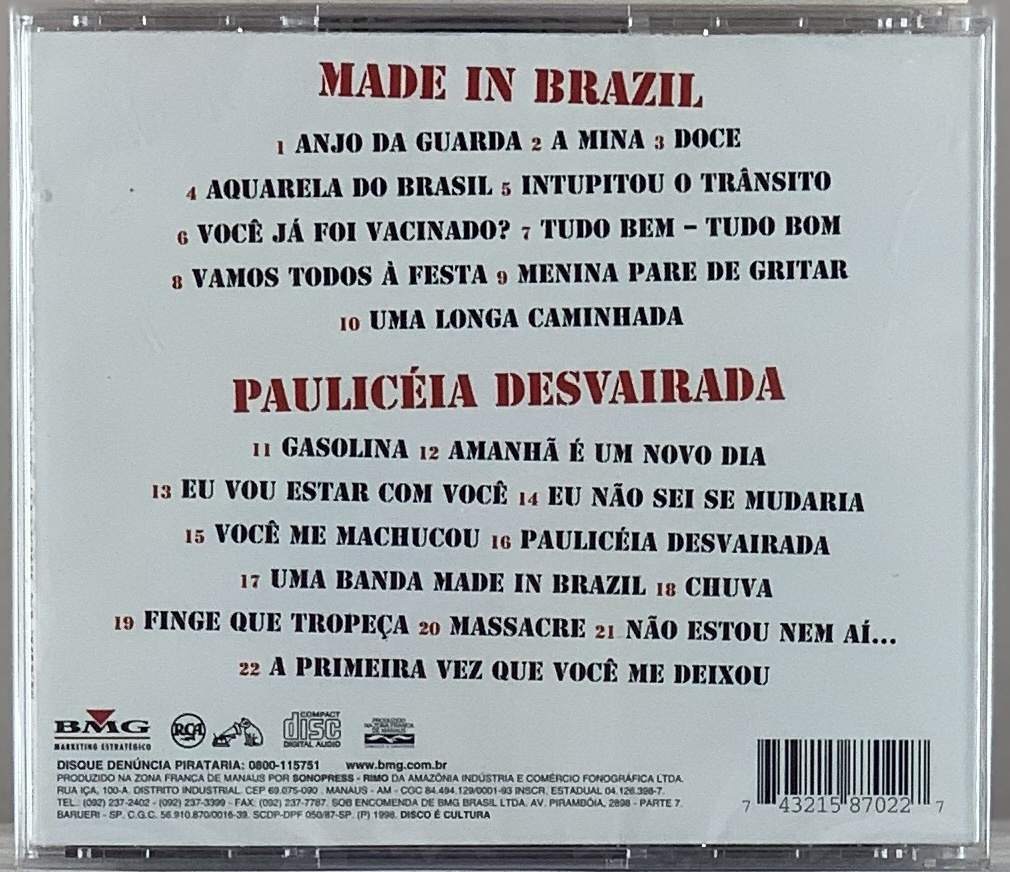 MADE IN BRAZIL
1 ANJO DA GUARDA 2 A MINA 3 DOCE
4 AQUARELA DO BRASIL 5 INTUPITOU O TRÂNSITO
6 VOCÊ JÁ FOI VACINADO? 7 TUDO BEM – TUDO BOM
8 VAMOS TODOS À FESTA 9 MENINA PARE DE GRITAR
10 UMA LONGA CAMINHADA
PAULICÉIA DESVAIRADA
11 GASOLINA 12 AMANHÃ É UM NOVO DIA
13 EU VOU ESTAR COM VOCÊ 14 EU NÃO SEI SE MUDARIA
15 VOCÊ ME MACHUCOU 16 PAULICÉIA DESVAIRADA
17 UMA BANDA MADE IN BRAZIL 18 CHUVA
19 FINGE QUE TROPEÇA 20 MASSACRE 21 NÃO ESTOU NEM AÍ...
22 A PRIMEIRA VEZ QUE VOCÊ ME DEIXOU
BMG
MARKETING ESTRATÉGICO
RCA
COMPACT
disc
DIGITAL AUDIO
PRODUZIDO
NA ZONA FRANCA
DE MANAUS
DISQUE DENÚNCIA PIRATARIA: 0800-115751 www.bmg.com.br
PRODUZIDO NA ZONA FRANCA DE MANAUS POR SONOPRESS - RIMO DA AMAZÔNIA INDÚSTRIA E COMÉRCIO FONOGRÁFICA LTDA.
RUA IÇA, 100-A. DISTRITO INDUSTRIAL. CEP 69.075-090 . MANAUS - AM - CGC 84.494.129/0001-93 INSCR. ESTADUAL 04.126.398-7.
TEL.: (092) 237-2402 - (092) 237-3399 - FAX. (092) 237-7787. SOB ENCOMENDA DE BMG BRASIL LTDA. AV. PIRAMBÓIA, 2898 - PARTE 7.
BARUERI - SP. C.G.C. 56.910.870/0016-39. SCDP-DPF 050/87-SP. (P) 1998. DISCO É CULTURA
7 43215 87022 7